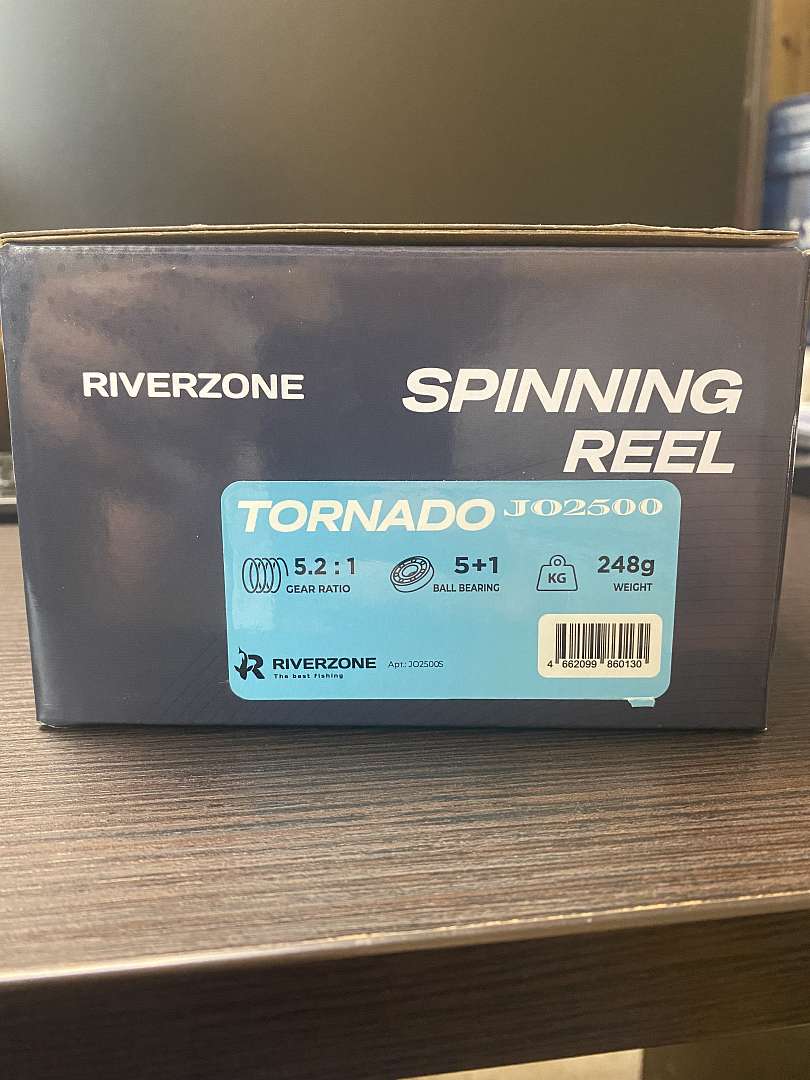 RIVERZONE
SPINNING
REEL
TORNADO JO2500
5.2 : 1
GEAR RATIO
5+1
BALL BEARING
KG
248g
WEIGHT
RIVERZONE
The best fishing
Арт.: JO2500S
4 662099 860130